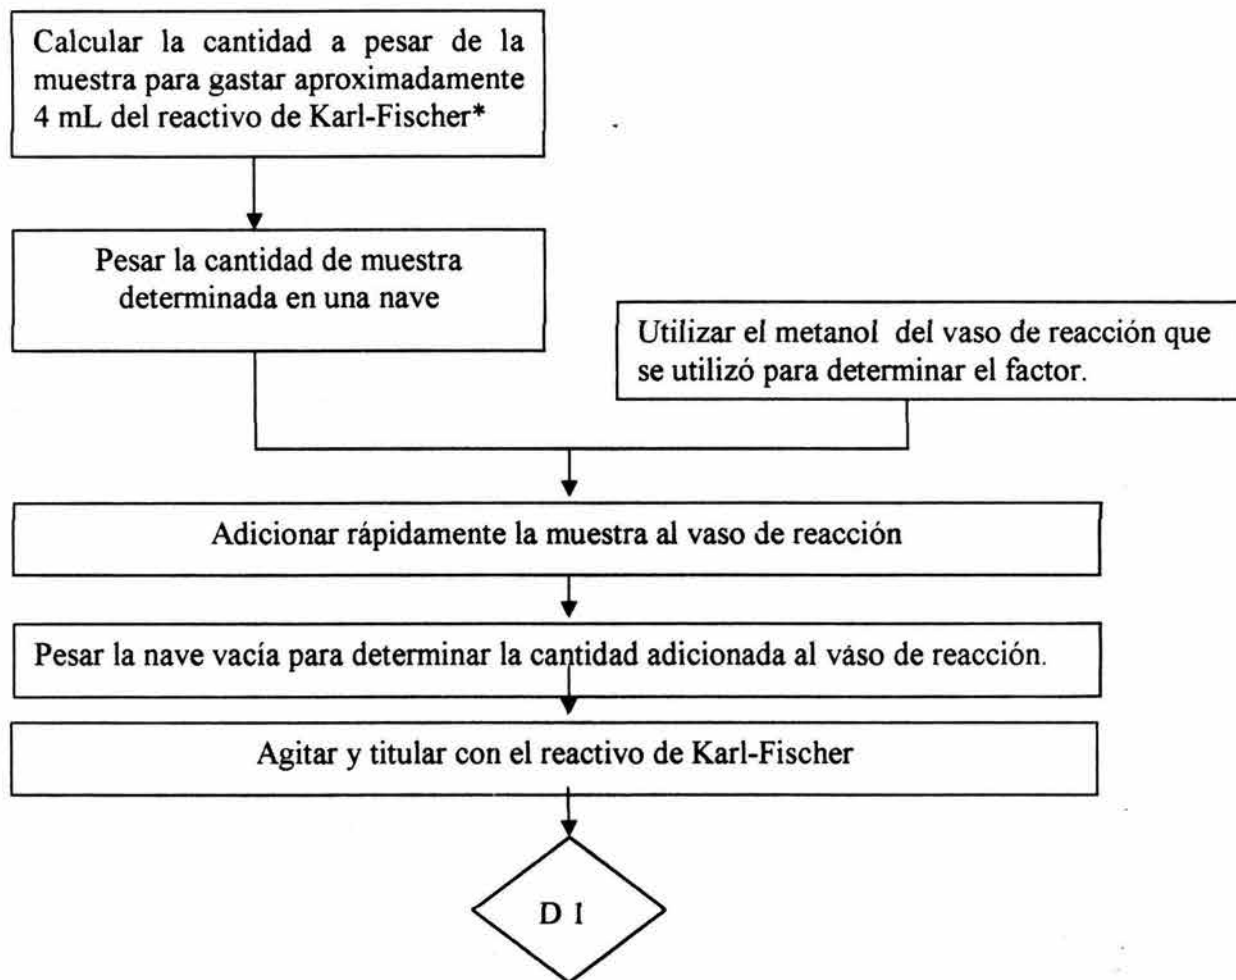 Calcular la cantidad a pesar de la
muestra para gastar aproximadamente
4 mL del reactivo de Karl-Fischer*
Pesar la cantidad de muestra
determinada en una nave
Utilizar el metanol del vaso de reacción que
se utilizó para determinar el factor.
Adicionar rápidamente la muestra al vaso de reacción
Pesar la nave vacía para determinar la cantidad adicionada al vaso de reacción.
Agitar y titular con el reactivo de Karl-Fischer
D 1